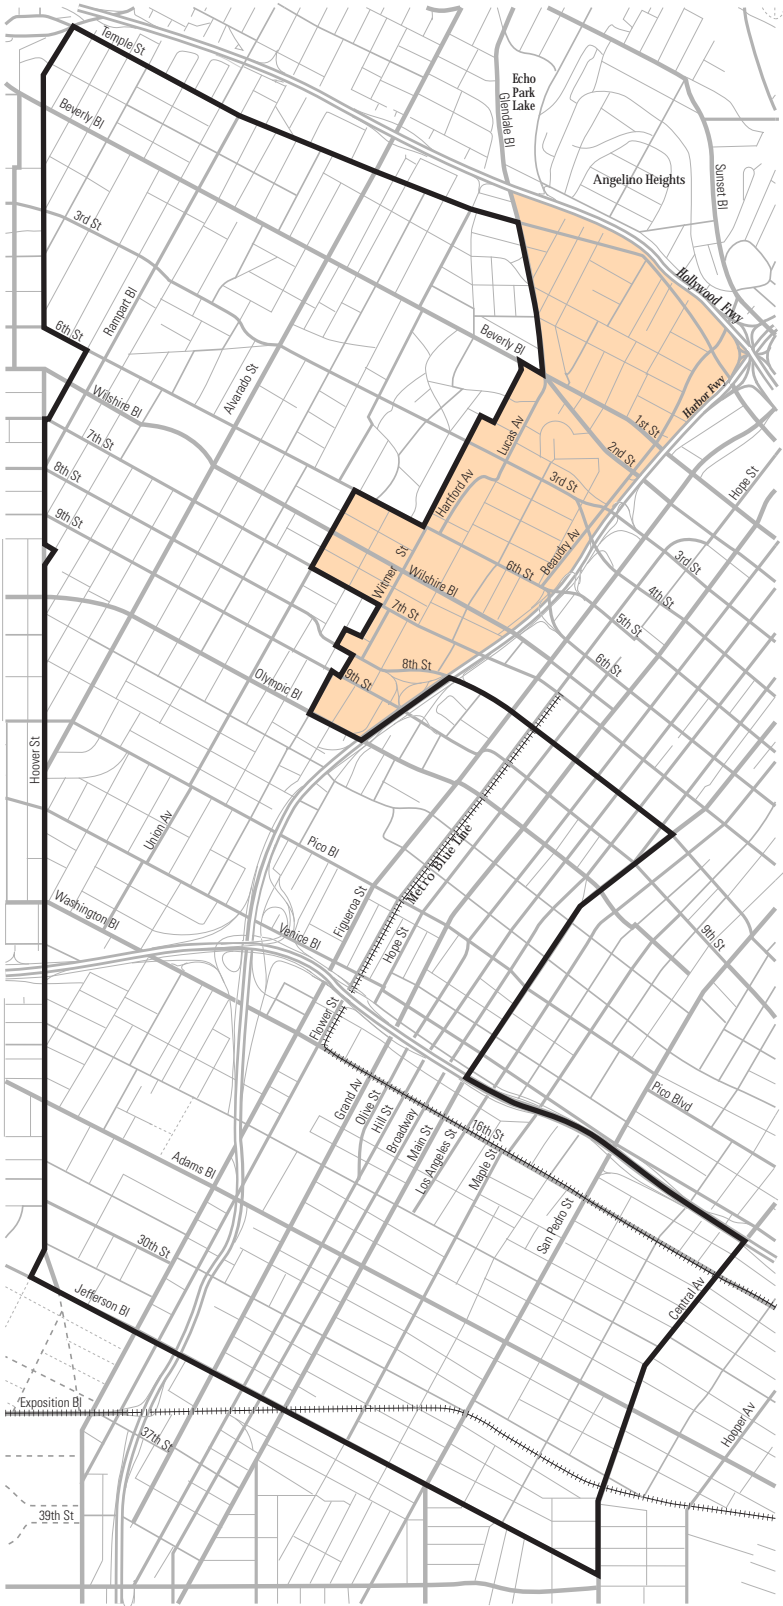 Temple St
Echo
Park
Lake
Glendale Bl
Beverly Bl
Angelino Heights
Sunset Bl
3rd St
Hollywood Frwy
Rampart Bl
6th St
Beverly Bl
Alvarado St
Harbor Fwy
Wilshire Bl
Lucas Av
1st St
7th St
2nd St
8th St
Hartford Av
3rd St
Hope St
9th St
Beaudry Av
3rd St
Witmer St
Wilshire Bl
6th St
4th St
7th St
5th St
8th St
6th St
9th St
Olympic Bl
Hoover St
Union Av
Pico Bl
Metro Blue Line
Washington Bl
Figueroa St
Venice Bl
Hope St
9th St
Flower St
Grand Av
Olive St
Hill St
Broadway
Main St
Los Angeles St
16th St
Maple St
Pico Blvd
Adams Bl
San Pedro St
30th St
Central Av
Jefferson Bl
Exposition Bl
37th St
Hooper Av
39th St